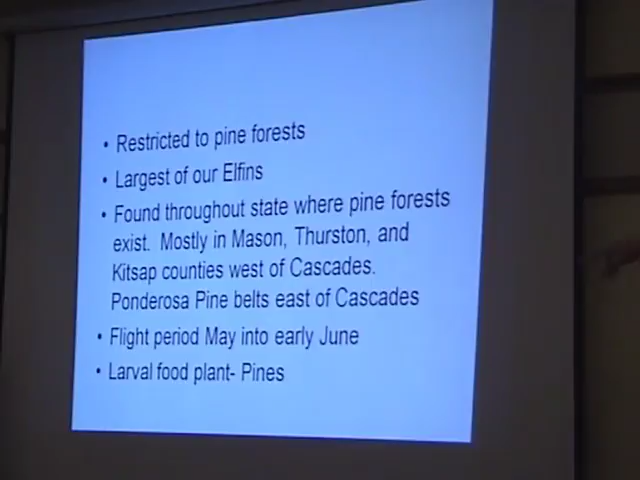 • Restricted to pine forests
• Largest of our Elfins
• Found throughout state where pine forests
exist. Mostly in Mason, Thurston, and
Kitsap counties west of Cascades.
Ponderosa Pine belts east of Cascades
• Flight period May into early June
• Larval food plant- Pines